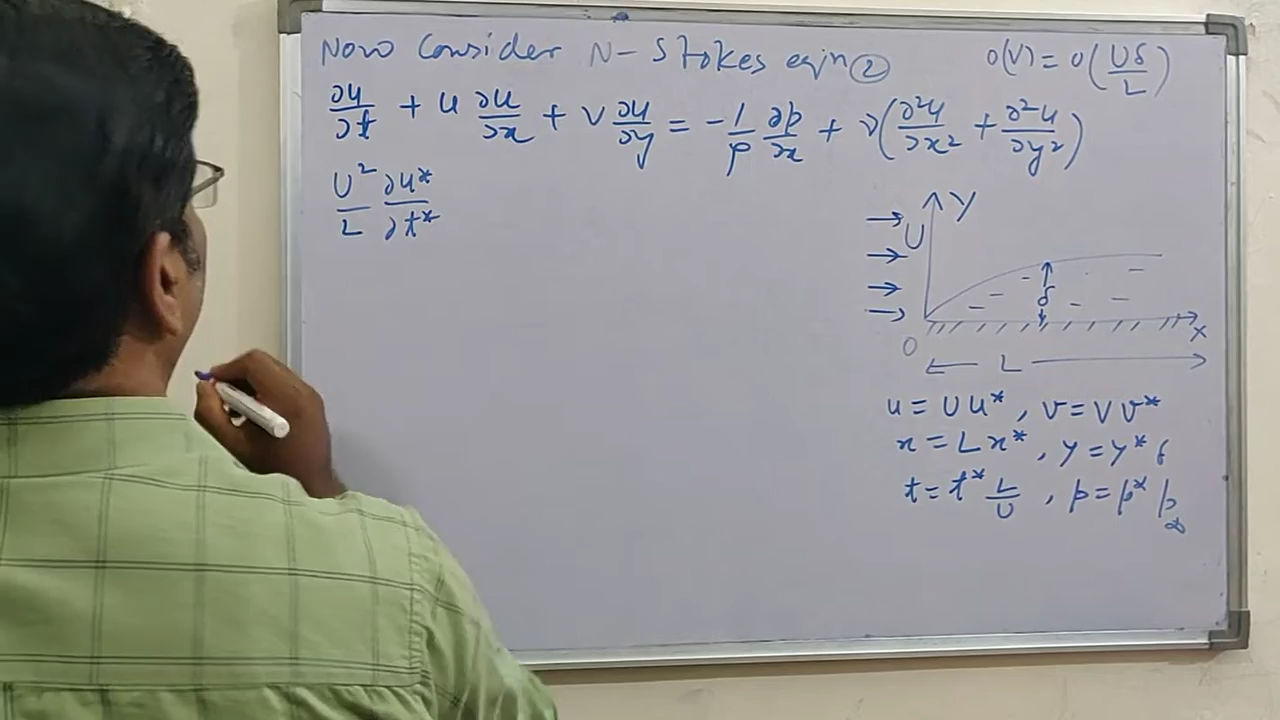 Now Consider N-Stokes eqn ②
O(V) = O(Uδ/L)
∂u/∂t + u ∂u/∂x + v ∂u/∂y = -1/ρ ∂p/∂x + ν(∂²u/∂x² + ∂²u/∂y²)
U²/L ∂u*/∂t*
Y
U
δ
O
X
L
u = U u*, v = V v*
x = L x*, y = y* δ
t = t* L/U, p = p* p∞